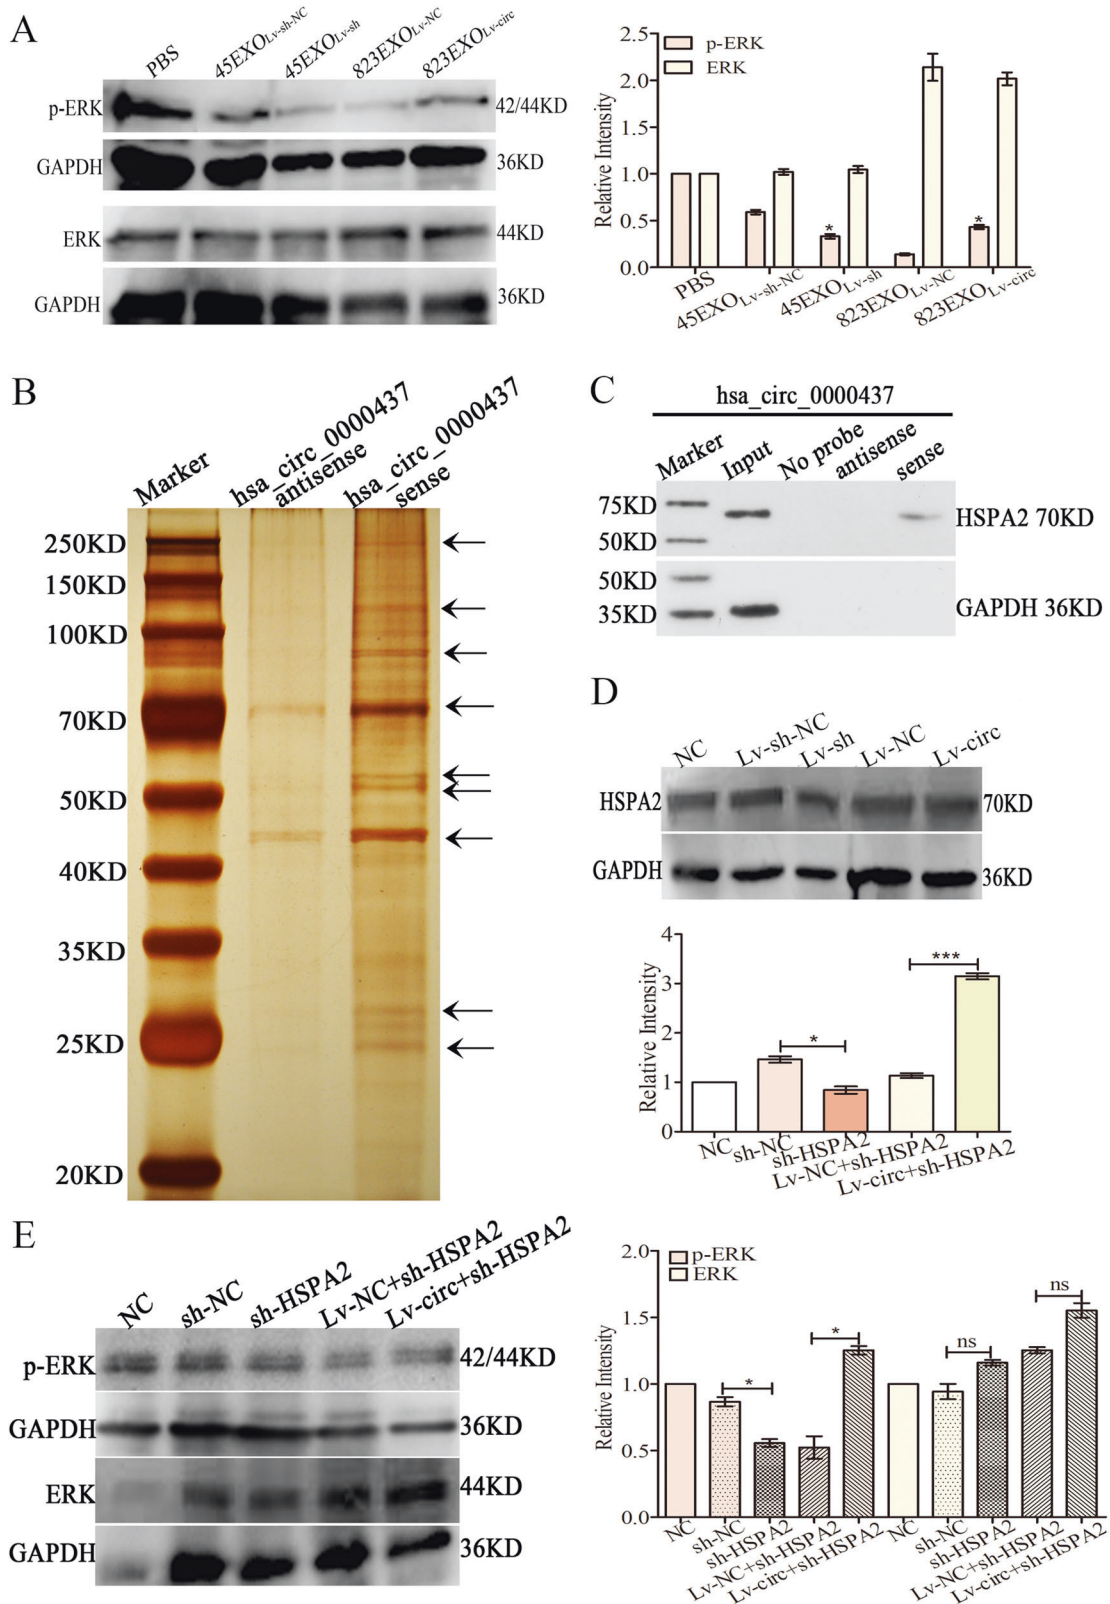 A
PBS
45EXOLv-sh-NC
45EXOLv-sh
823EXOLv-NC
823EXOLv-circ
p-ERK
42/44KD
GAPDH
36KD
ERK
44KD
GAPDH
36KD
p-ERK
ERK
Relative Intensity
2.5
2.0
1.5
1.0
0.5
0.0
*
*
PBS
45EXOLv-sh-NC
45EXOLv-sh
823EXOLv-NC
823EXOLv-circ
B
Marker
hsa_circ_0000437
antisense
hsa_circ_0000437
sense
250KD
150KD
100KD
70KD
50KD
40KD
35KD
25KD
20KD
C
hsa_circ_0000437
Marker
Input
No probe
antisense
sense
75KD
50KD
HSPA2 70KD
50KD
35KD
GAPDH 36KD
D
NC
Lv-sh-NC
Lv-sh
Lv-NC
Lv-circ
HSPA2
70KD
GAPDH
36KD
Relative Intensity
4
3
2
1
0
*
***
NC
sh-NC
sh-HSPA2
Lv-NC+sh-HSPA2
Lv-circ+sh-HSPA2
E
NC
sh-NC
sh-HSPA2
Lv-NC+sh-HSPA2
Lv-circ+sh-HSPA2
p-ERK
42/44KD
GAPDH
36KD
ERK
44KD
GAPDH
36KD
p-ERK
ERK
Relative Intensity
2.0
1.5
1.0
0.5
0.0
*
*
ns
ns
NC
sh-NC
sh-HSPA2
Lv-NC+sh-HSPA2
Lv-circ+sh-HSPA2
NC
sh-NC
sh-HSPA2
Lv-NC+sh-HSPA2
Lv-circ+sh-HSPA2